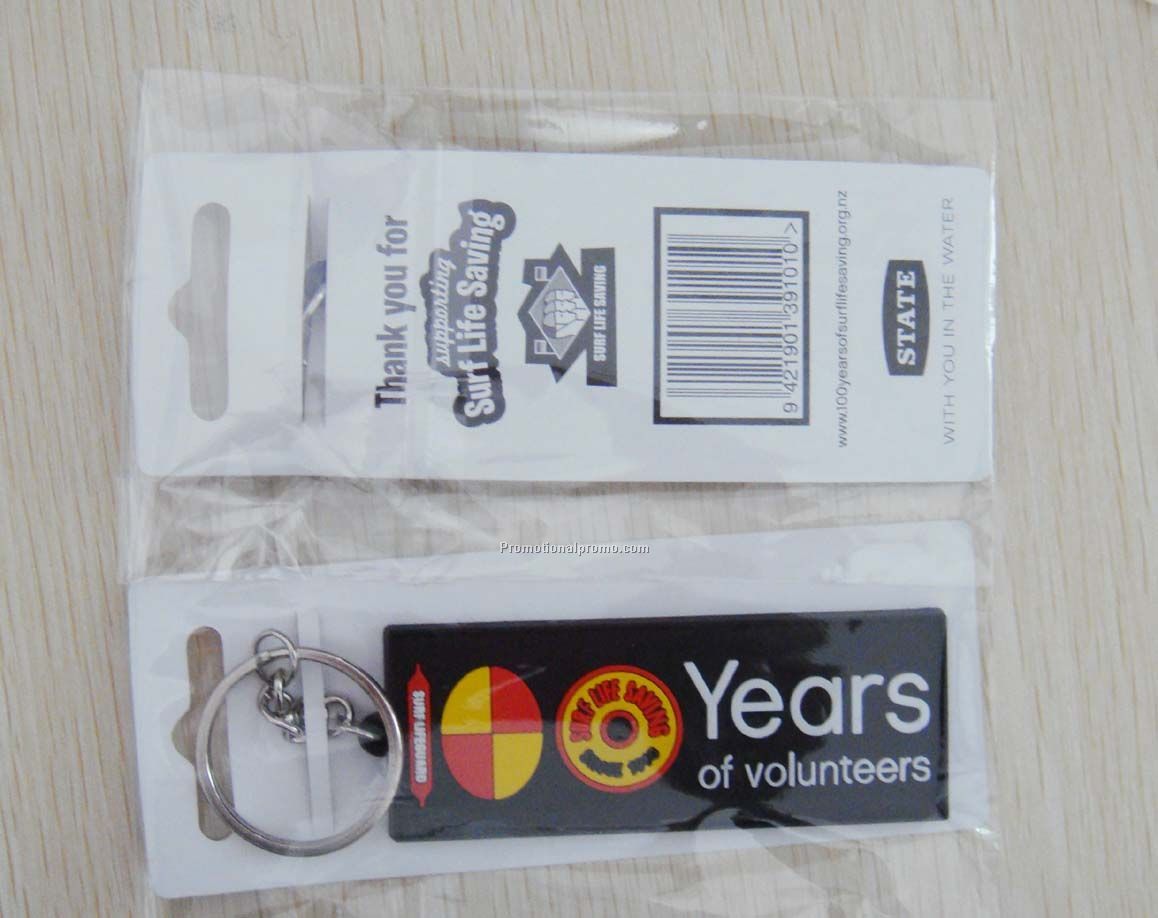 Thank you for
supporting
Surf Life Saving
SURF LIFE SAVING
9 421901 391010 >
www.100yearsofsurflifesaving.org.nz
STATE
WITH YOU IN THE WATER
Promotionalpromo.com
SURF LIFEGUARD
SURF LIFE SAVING
Years
of volunteers